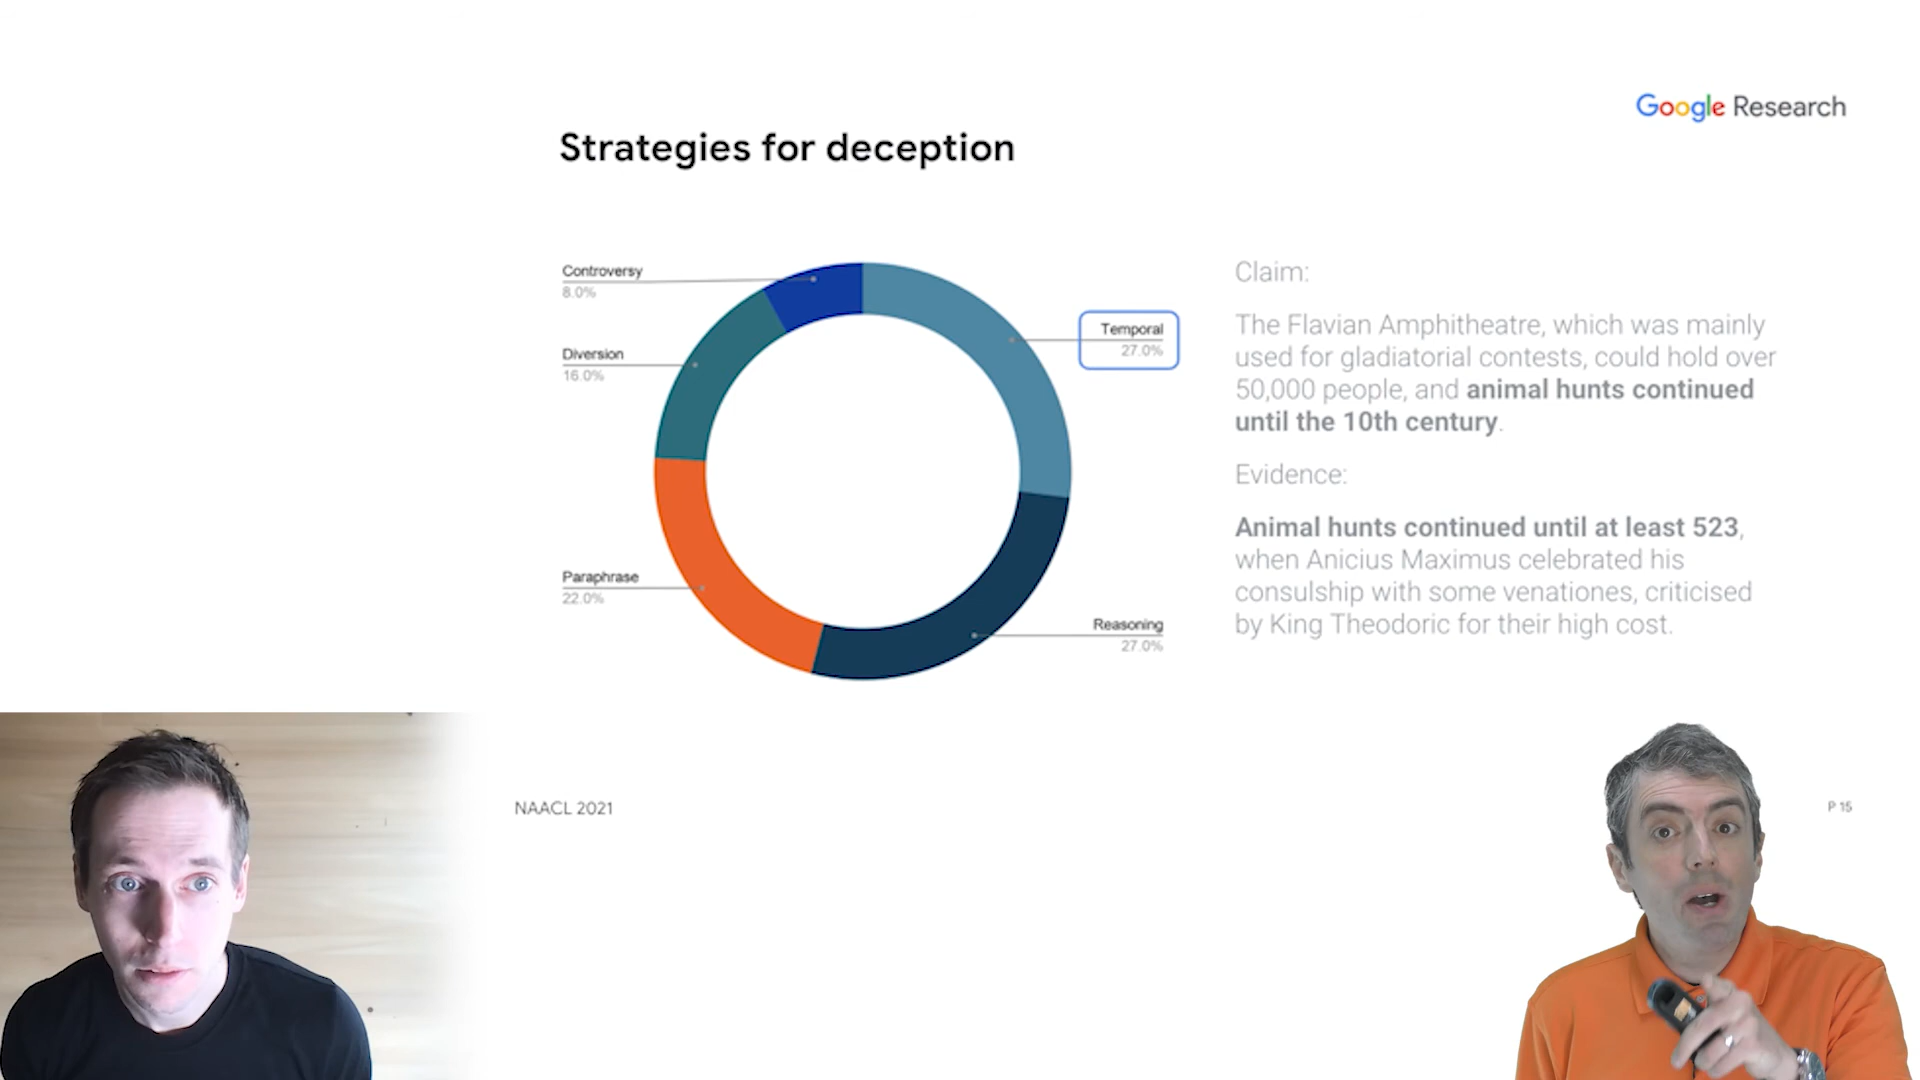 Google Research
Strategies for deception
Controversy
8.0%
Diversion
16.0%
Paraphrase
22.0%
Temporal
27.0%
Reasoning
27.0%
Claim:
The Flavian Amphitheatre, which was mainly
used for gladiatorial contests, could hold over
50,000 people, and animal hunts continued
until the 10th century.
Evidence:
Animal hunts continued until at least 523,
when Anicius Maximus celebrated his
consulship with some venationes, criticised
by King Theodoric for their high cost.
NAACL 2021
P 15